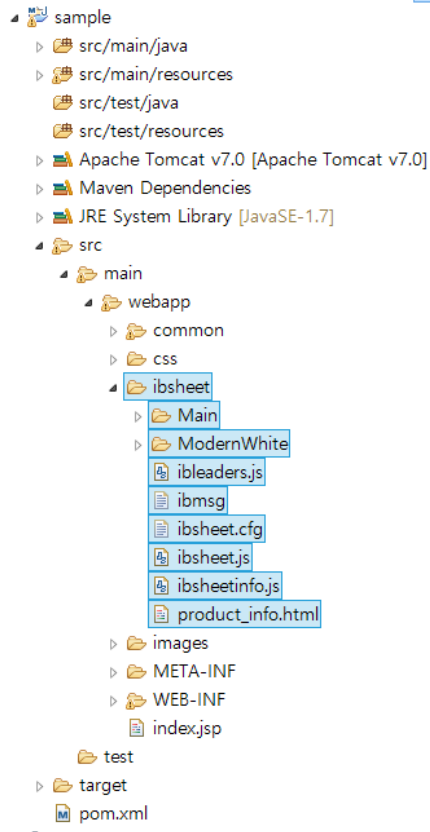 sample
src/main/java
src/main/resources
src/test/java
src/test/resources
Apache Tomcat v7.0 [Apache Tomcat v7.0]
Maven Dependencies
JRE System Library [JavaSE-1.7]
src
main
webapp
common
css
ibsheet
Main
ModernWhite
ibleaders.js
ibmsg
ibsheet.cfg
ibsheet.js
ibsheetinfo.js
product_info.html
images
META-INF
WEB-INF
index.jsp
test
target
pom.xml